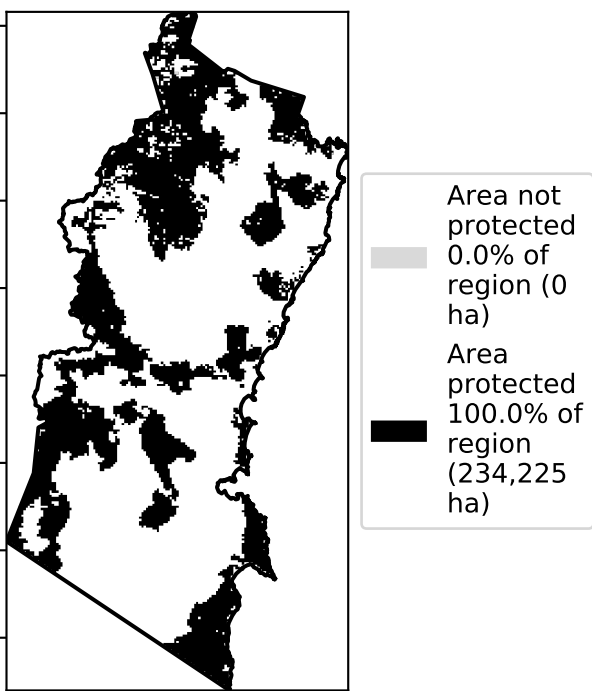 Area not
protected
0.0% of
region (0
ha)
Area
protected
100.0% of
region
(234,225
ha)